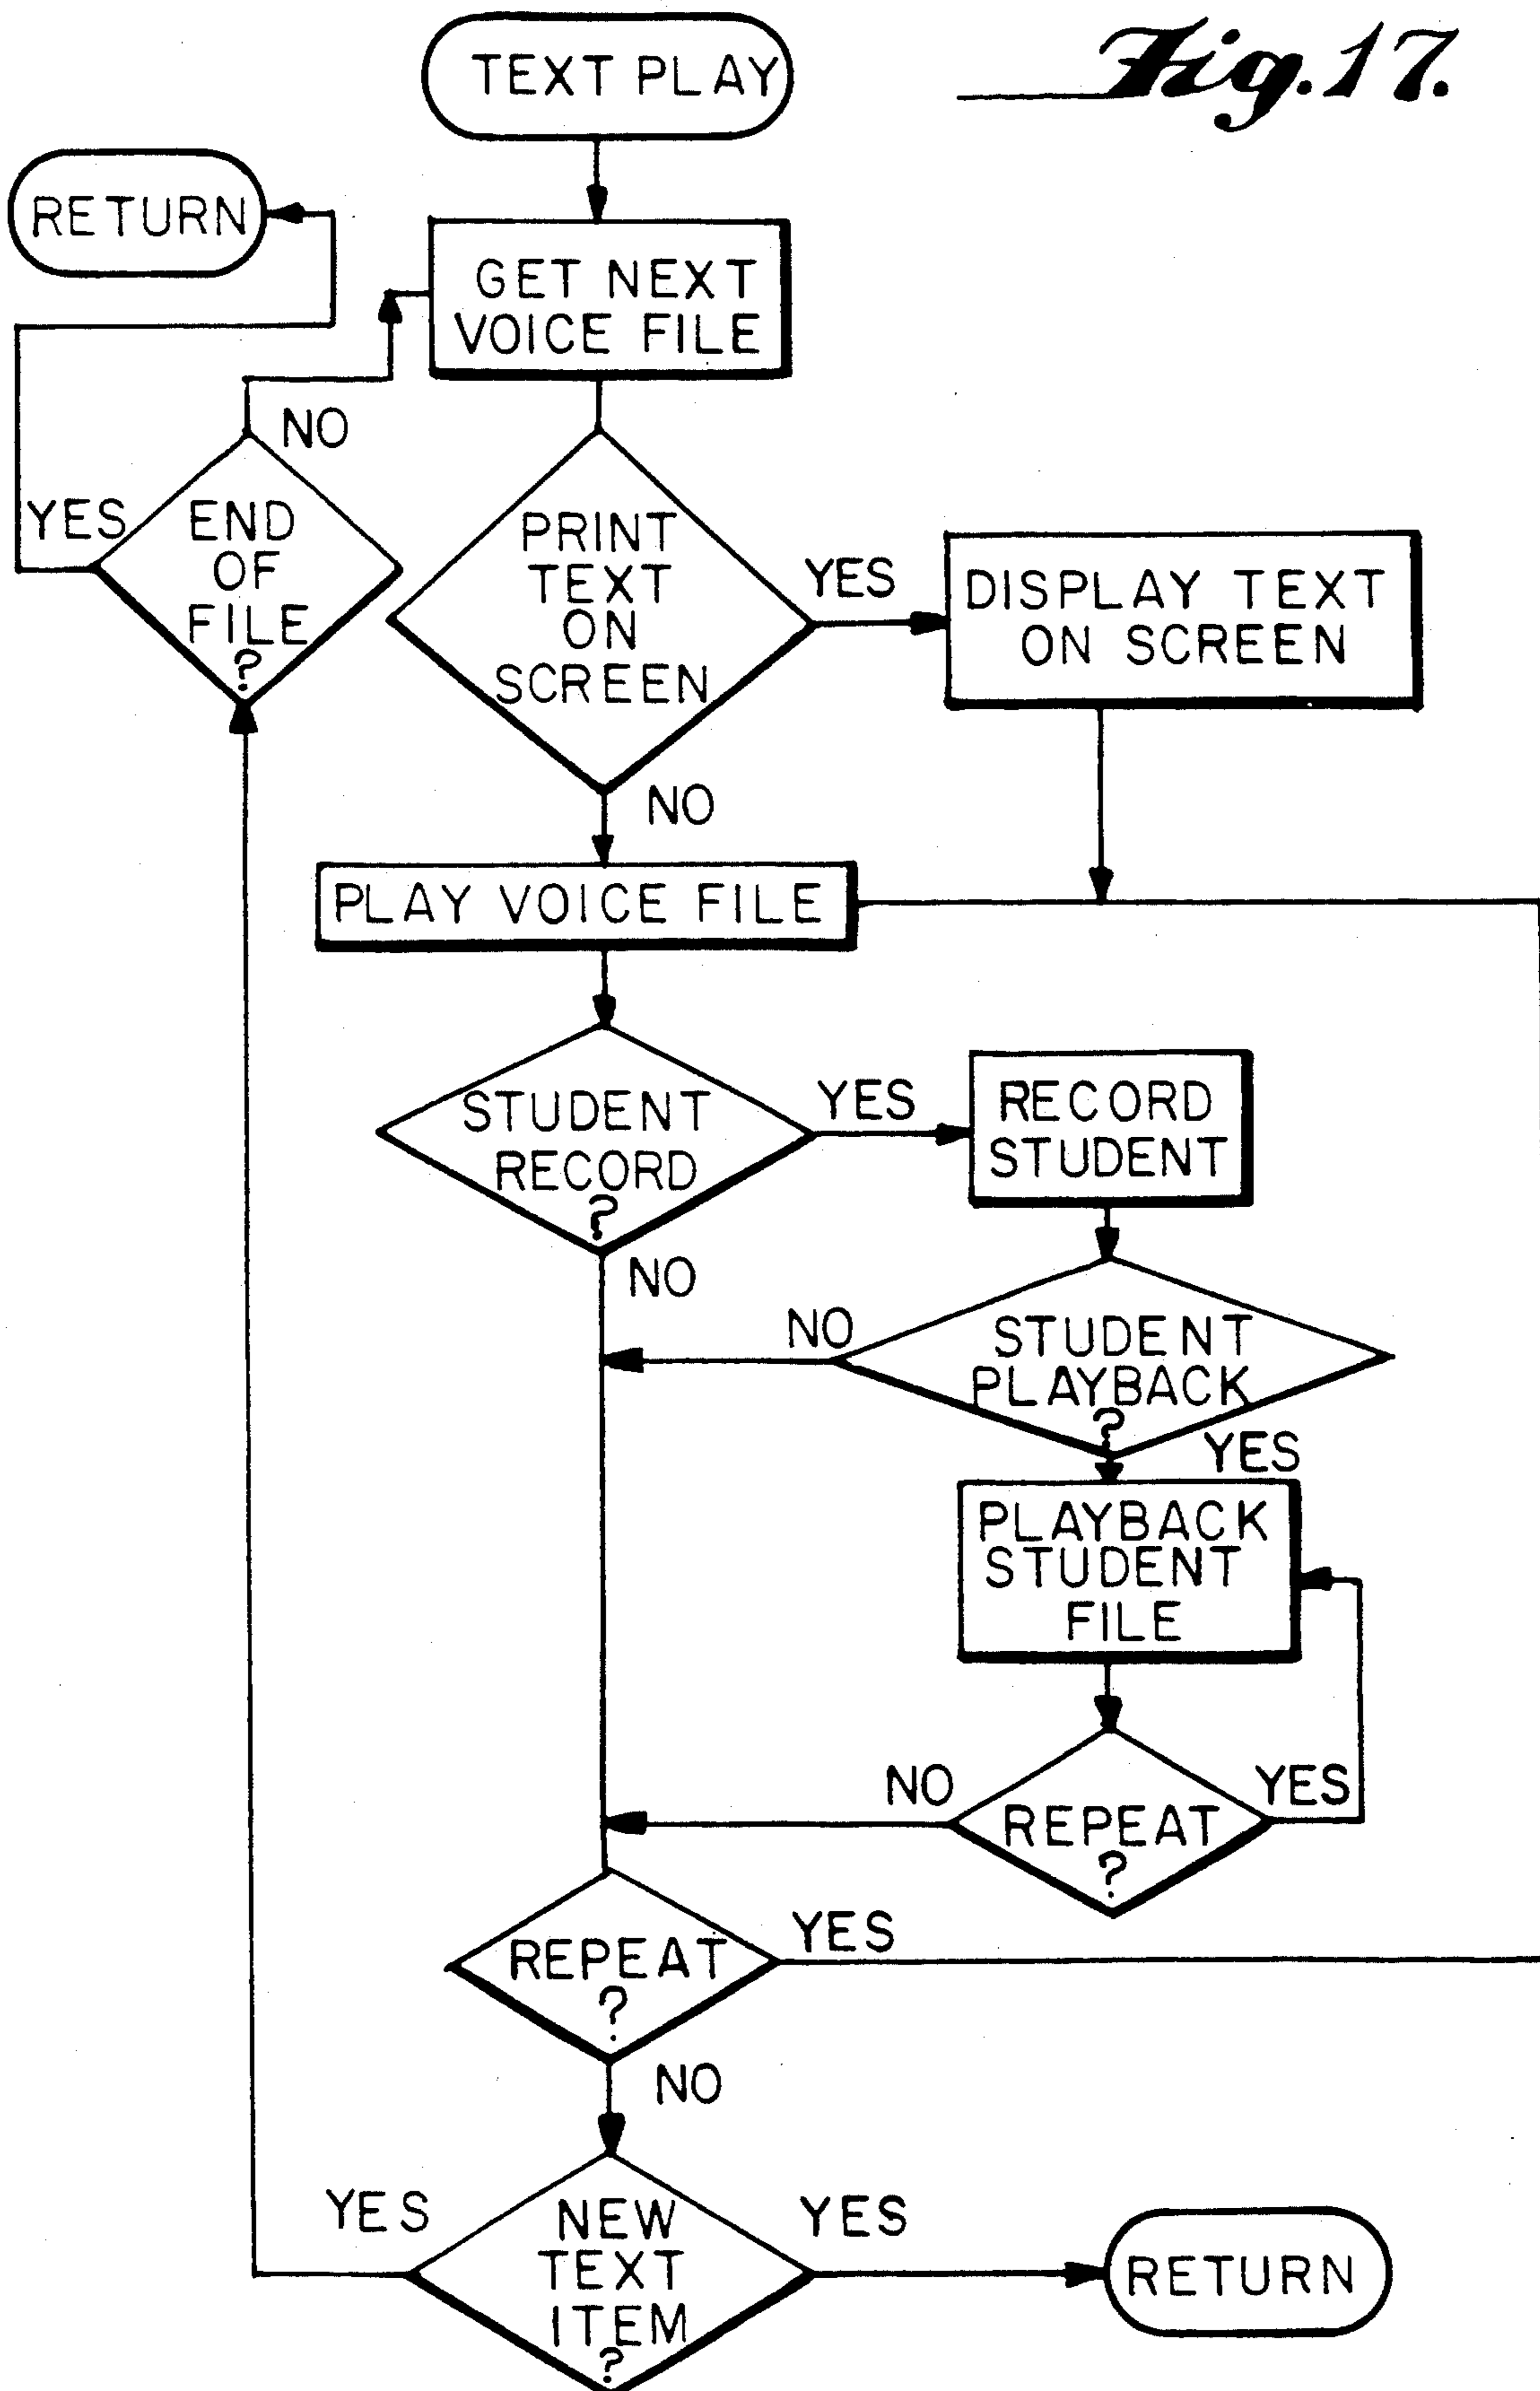 Fig. 17.
TEXT PLAY
RETURN
GET NEXT
VOICE FILE
NO
YES
END
OF
FILE
?
PRINT
TEXT
ON
SCREEN
YES
DISPLAY TEXT
ON SCREEN
NO
PLAY VOICE FILE
STUDENT
RECORD
?
YES
RECORD
STUDENT
NO
NO
STUDENT
PLAYBACK
?
YES
PLAYBACK
STUDENT
FILE
NO
REPEAT
?
YES
REPEAT
?
YES
NO
YES
NEW
TEXT
ITEM
?
YES
RETURN